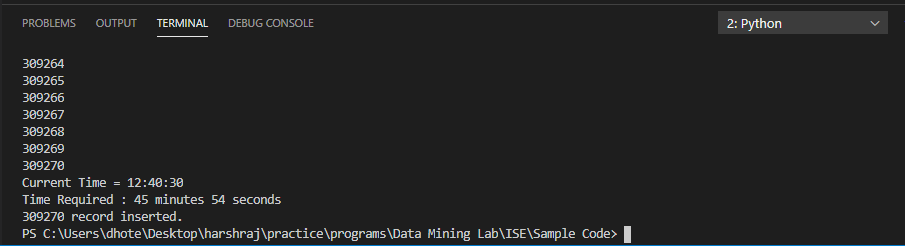 PROBLEMS OUTPUT TERMINAL DEBUG CONSOLE 2: Python
309264
309265
309266
309267
309268
309269
309270
Current Time = 12:40:30
Time Required : 45 minutes 54 seconds
309270 record inserted.
PS C:\Users\dhote\Desktop\harshraj\practice\programs\Data Mining Lab\ISE\Sample Code>